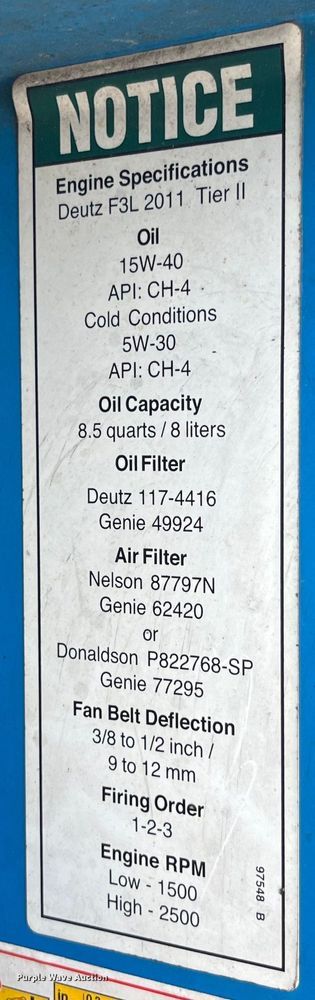 NOTICE
Engine Specifications
Deutz F3L 2011 Tier II
Oil
15W-40
API: CH-4
Cold Conditions
5W-30
API: CH-4
Oil Capacity
8.5 quarts / 8 liters
Oil Filter
Deutz 117-4416
Genie 49924
Air Filter
Nelson 87797N
Genie 62420
or
Donaldson P822768-SP
Genie 77295
Fan Belt Deflection
3/8 to 1/2 inch /
9 to 12 mm
Firing Order
1-2-3
Engine RPM
Low - 1500
High - 2500
97548 B
Purple Wave Auction
in